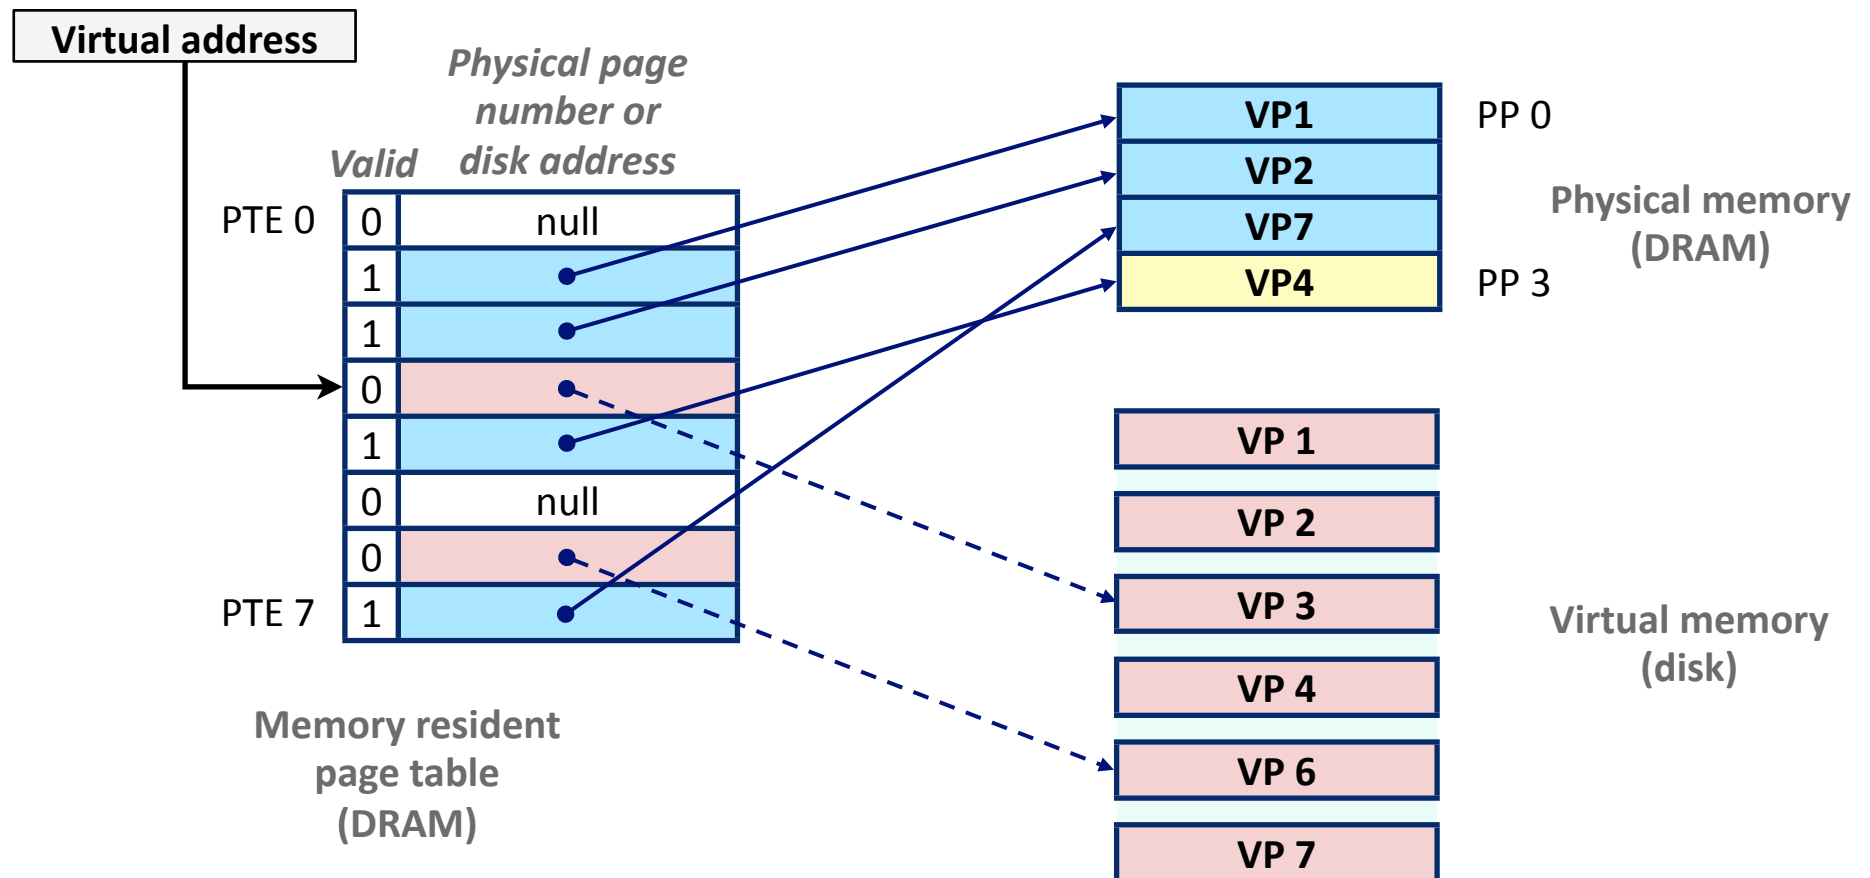 Virtual address
Physical page
number or
disk address
Valid
PTE 0
0
null
1
1
0
1
0
null
0
PTE 7
1
Memory resident
page table
(DRAM)
VP1
PP 0
VP2
VP7
VP4
PP 3
Physical memory
(DRAM)
VP 1
VP 2
VP 3
VP 4
VP 6
VP 7
Virtual memory
(disk)